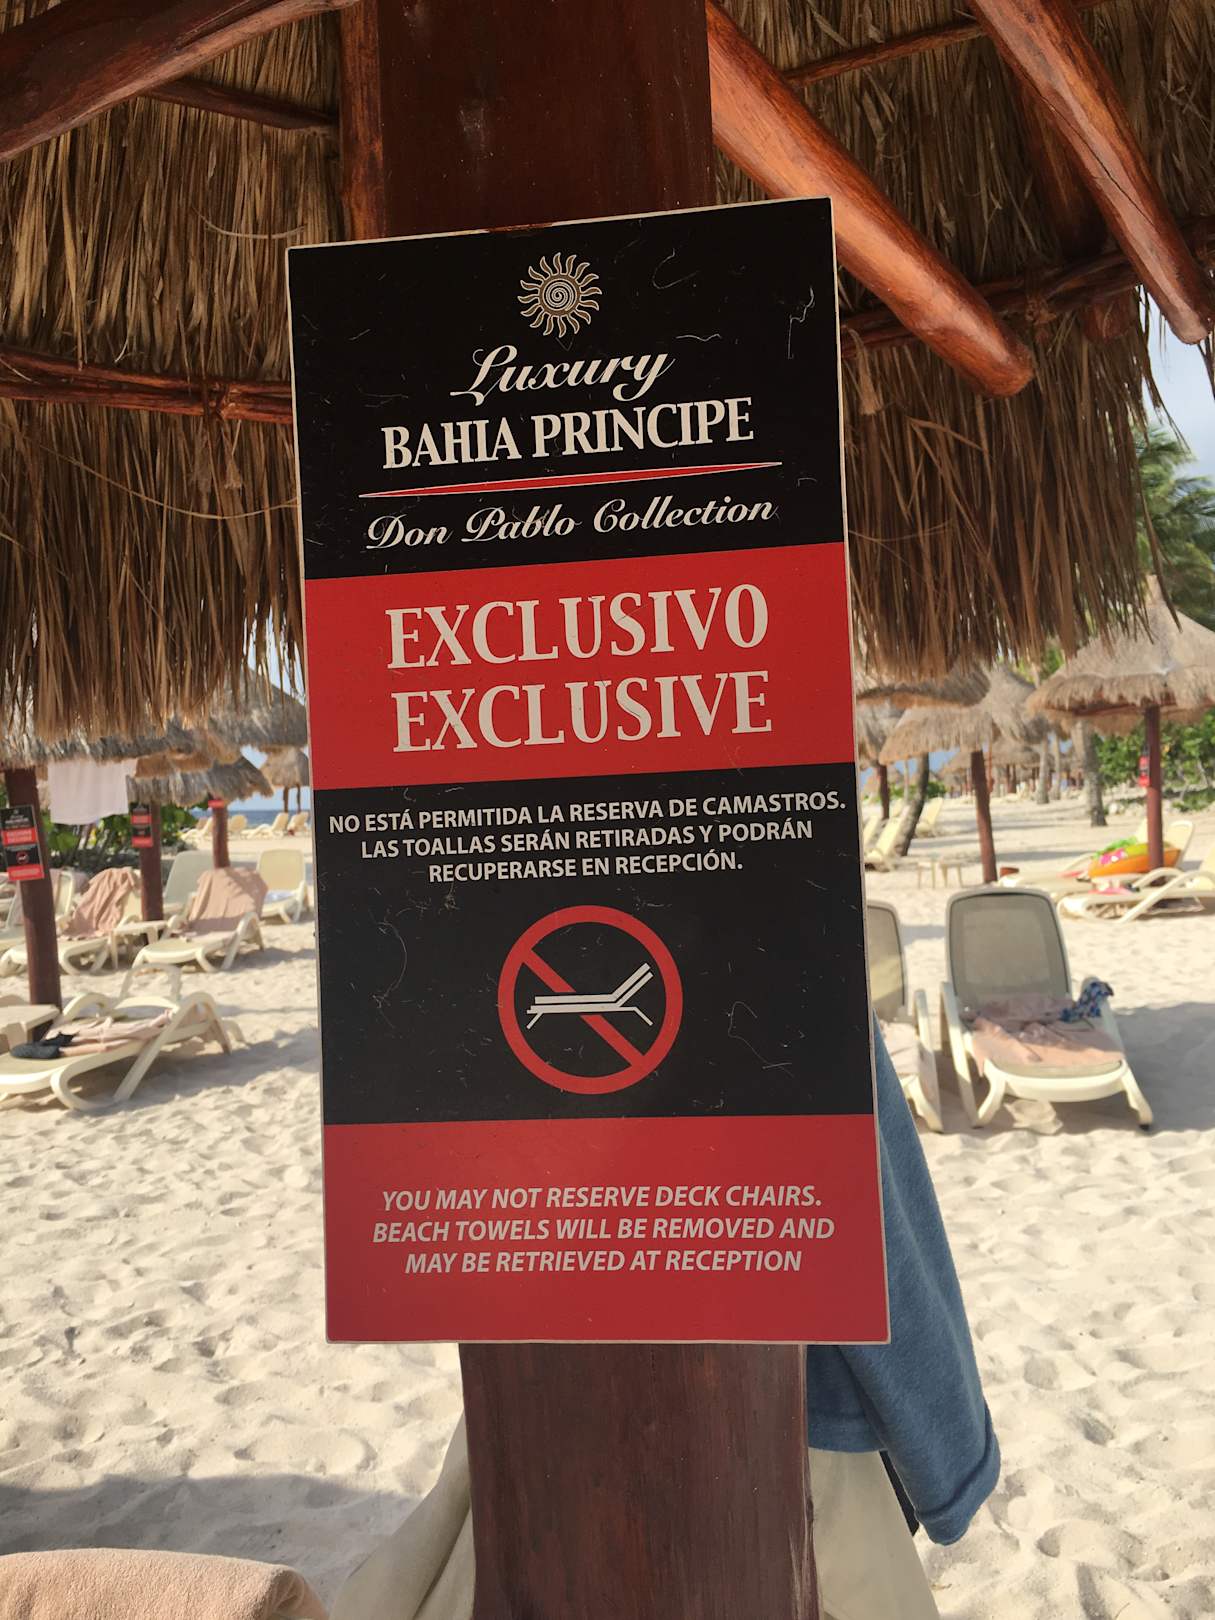 Luxury
BAHIA PRINCIPE
Don Pablo Collection
EXCLUSIVO
EXCLUSIVE
NO ESTÁ PERMITIDA LA RESERVA DE CAMASTROS.
LAS TOALLAS SERÁN RETIRADAS Y PODRÁN
RECUPERARSE EN RECEPCIÓN.
YOU MAY NOT RESERVE DECK CHAIRS.
BEACH TOWELS WILL BE REMOVED AND
MAY BE RETRIEVED AT RECEPTION